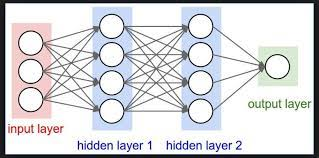 input layer
hidden layer 1
hidden layer 2
output layer